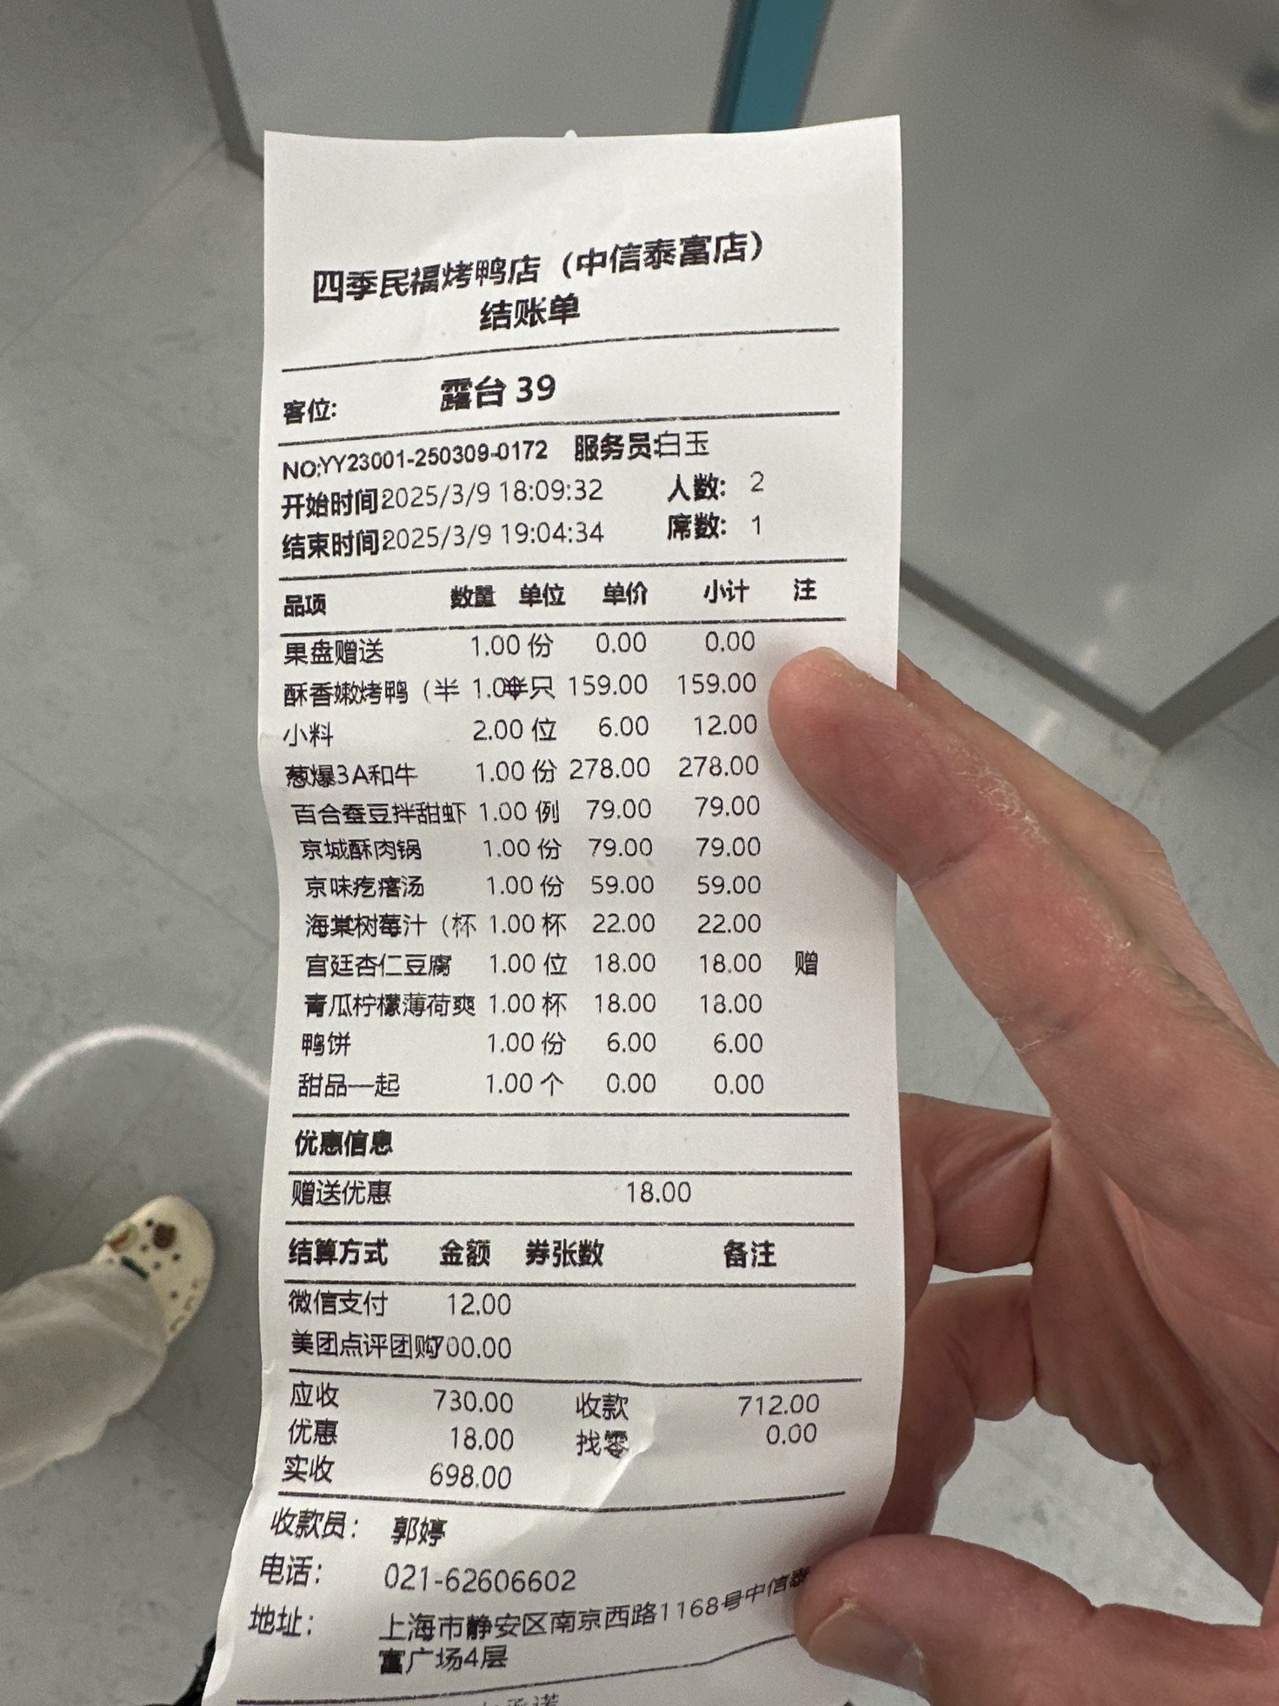 四季民福烤鸭店（中信泰富店）
结账单
客位: 露台 39
NO:YY23001-250309-0172 服务员:白玉
开始时间2025/3/9 18:09:32 人数: 2
结束时间2025/3/9 19:04:34 席数: 1
品项 数量 单位 单价 小计 注
果盘赠送 1.00 份 0.00 0.00
酥香嫩烤鸭（半 1.00半只 159.00 159.00
小料 2.00 位 6.00 12.00
葱爆3A和牛 1.00 份 278.00 278.00
百合蚕豆拌甜虾 1.00 例 79.00 79.00
京城酥肉锅 1.00 份 79.00 79.00
京味疙瘩汤 1.00 份 59.00 59.00
海棠树莓汁（杯 1.00 杯 22.00 22.00
宫廷杏仁豆腐 1.00 位 18.00 18.00 赠
青瓜柠檬薄荷爽 1.00 杯 18.00 18.00
鸭饼 1.00 份 6.00 6.00
甜品一起 1.00 个 0.00 0.00
优惠信息
赠送优惠 18.00
结算方式 金额 券张数 备注
微信支付 12.00
美团点评团购700.00
应收 730.00 收款 712.00
优惠 18.00 找零 0.00
实收 698.00
收款员: 郭婷
电话: 021-62606602
地址: 上海市静安区南京西路1168号中信泰
富广场4层